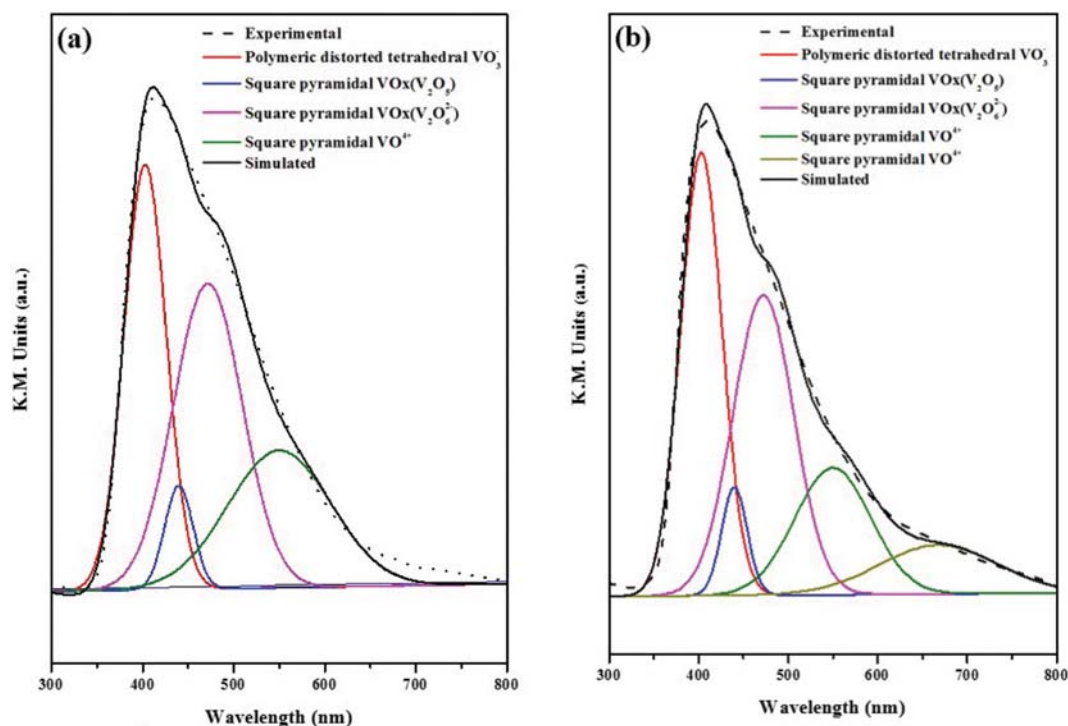 (a)
Experimental
Polymeric distorted tetrahedral VO₃⁻
Square pyramidal VOx(V₂O₅)
Square pyramidal VOx(V₂O₆²⁻)
Square pyramidal VO⁴⁺
Simulated
K.M. Units (a.u.)
300 400 500 600 700 800
Wavelength (nm)
(b)
Experimental
Polymeric distorted tetrahedral VO₃⁻
Square pyramidal VOx(V₂O₅)
Square pyramidal VOx(V₂O₆²⁻)
Square pyramidal VO⁴⁺
Square pyramidal VO⁴⁺
Simulated
K.M. Units (a.u.)
300 400 500 600 700 800
Wavelength (nm)